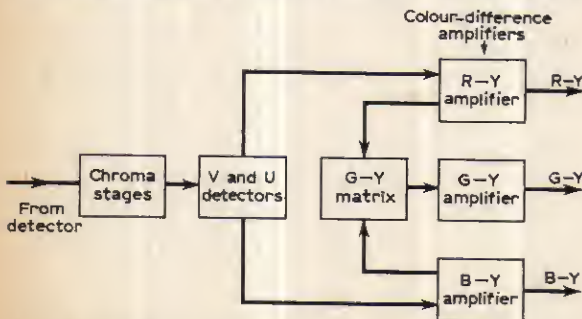 Colour-difference
amplifiers
R-Y
amplifier
R-Y
Chroma
stages
V and U
detectors
G-Y
matrix
G-Y
amplifier
G-Y
From
detector
B-Y
amplifier
B-Y